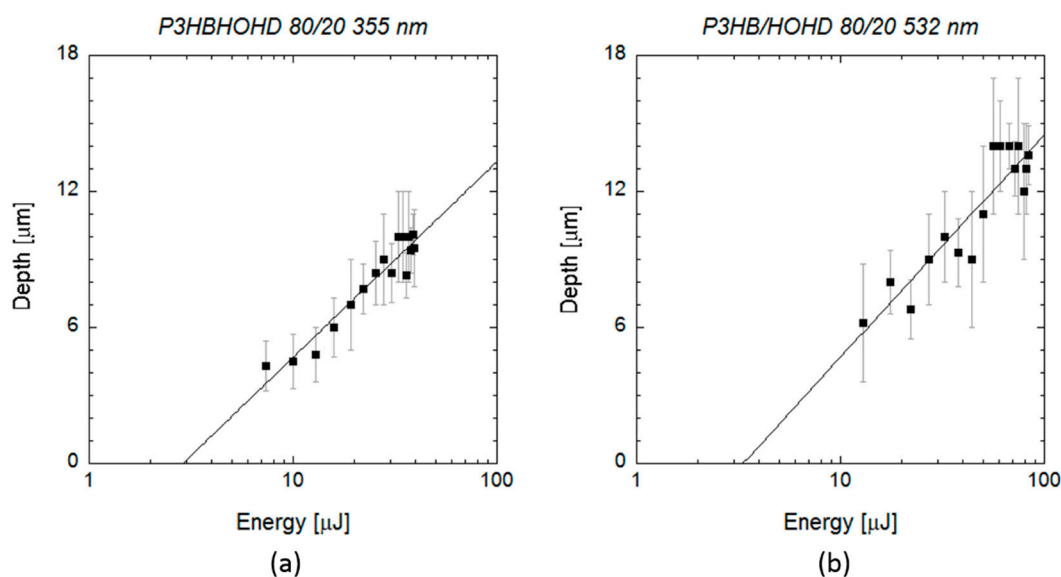 P3HBHOHD 80/20 355 nm
18
12
6
0
Depth [μm]
1
10
100
Energy [μJ]
(a)
P3HB/HOHD 80/20 532 nm
18
12
6
0
Depth [μm]
1
10
100
Energy [μJ]
(b)